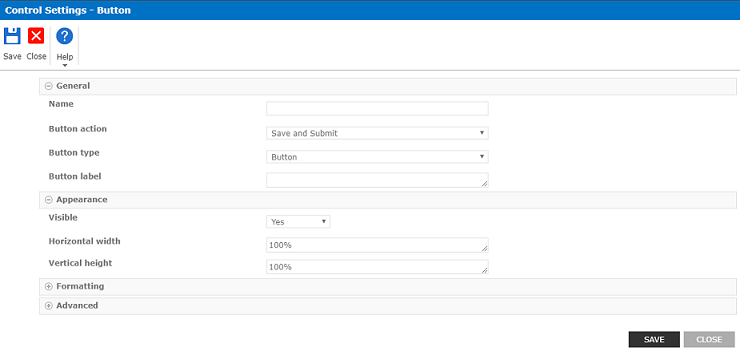 Control Settings - Button
Save Close Help
General
Name
Button action Save and Submit
Button type Button
Button label
Appearance
Visible Yes
Horizontal width 100%
Vertical height 100%
Formatting
Advanced
SAVE CLOSE